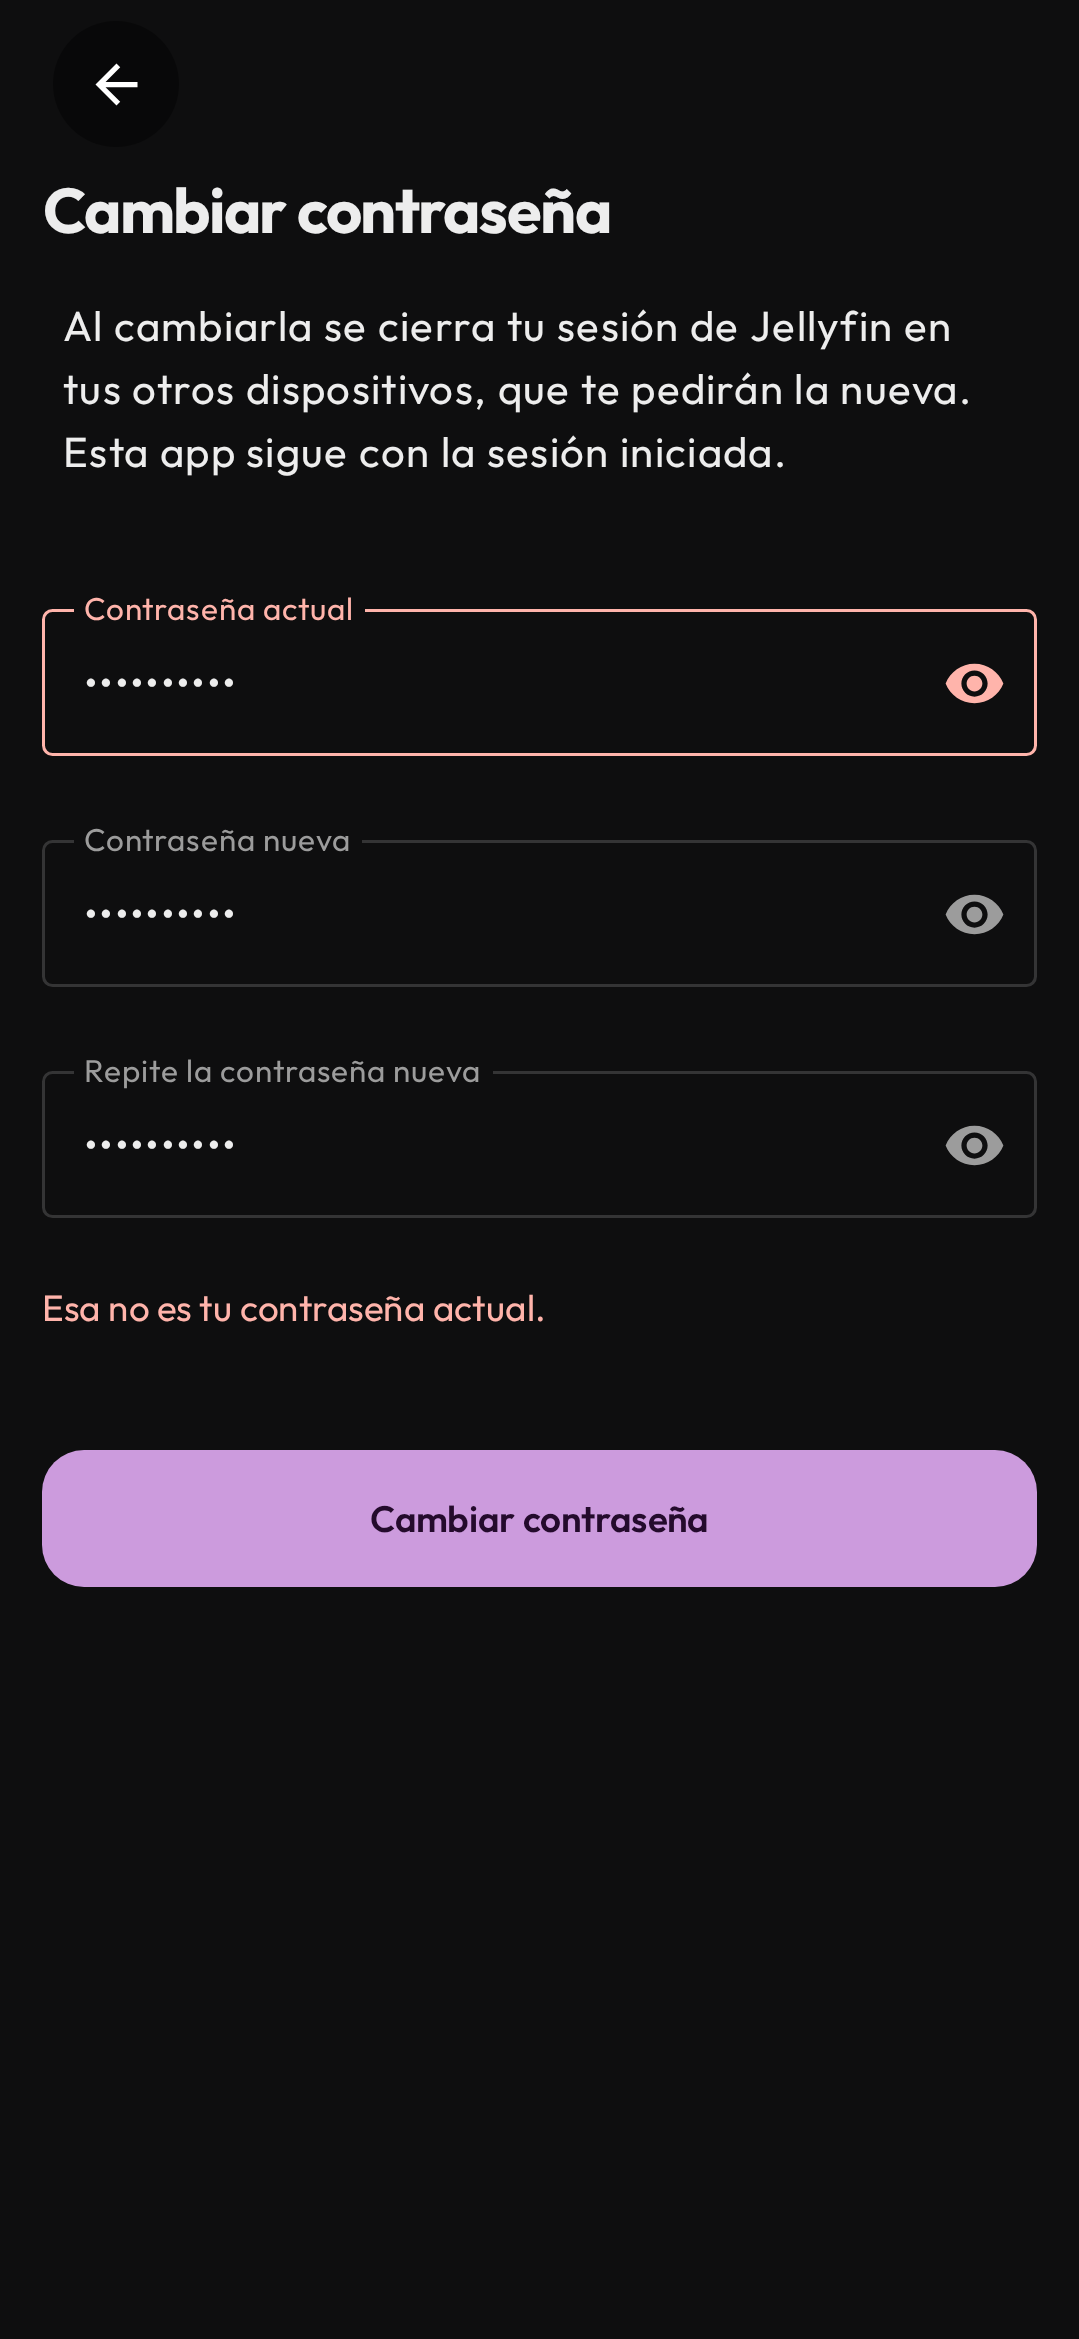 Cambiar contraseña
Al cambiarla se cierra tu sesión de Jellyfin en
tus otros dispositivos, que te pedirán la nueva.
Esta app sigue con la sesión iniciada.
Contraseña actual
••••••••••
Contraseña nueva
••••••••••
Repite la contraseña nueva
••••••••••
Esa no es tu contraseña actual.
Cambiar contraseña